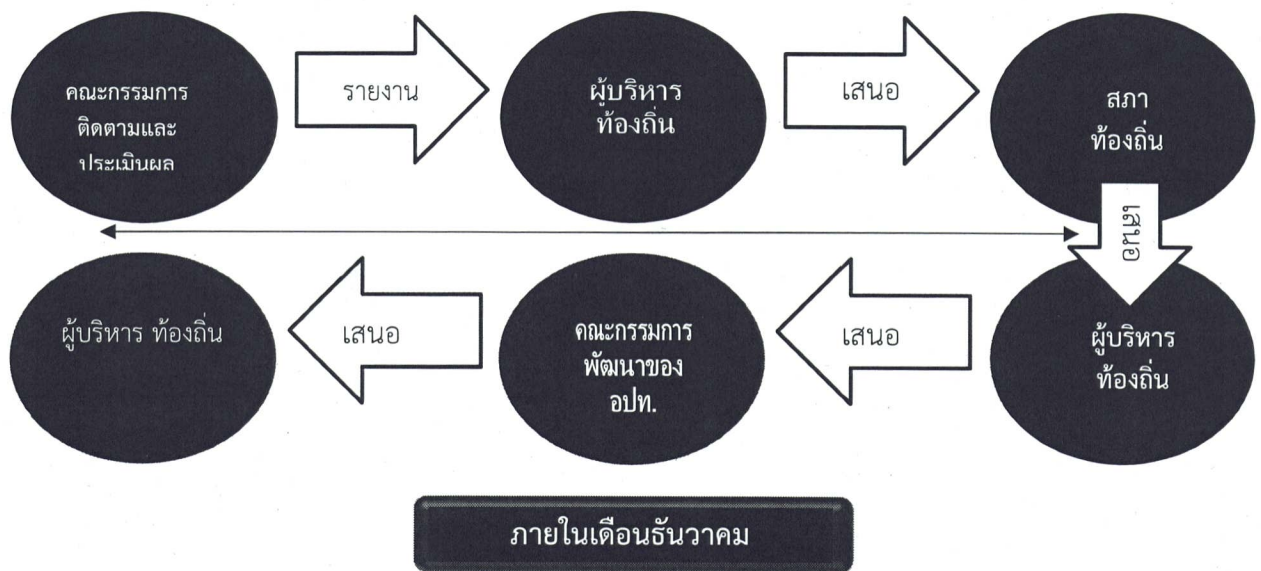 คณะกรรมการ
ติดตามและ
ประเมินผล
รายงาน
ผู้บริหาร
ท้องถิ่น
เสนอ
สภา
ท้องถิ่น
เสนอ
ผู้บริหาร
ท้องถิ่น
เสนอ
คณะกรรมการ
พัฒนาของ
อปท.
เสนอ
ผู้บริหาร ท้องถิ่น
ภายในเดือนธันวาคม